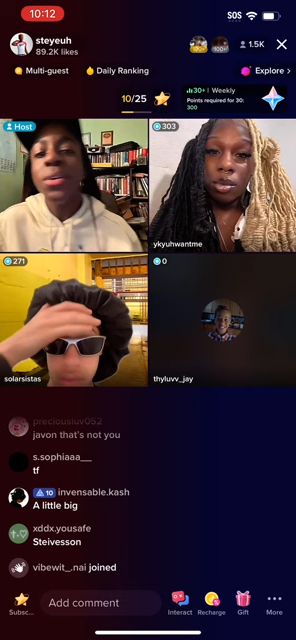 10:12
SOS
steyeuh
89.2K likes
100+
1.5K
Multi-guest
Daily Ranking
Explore
10/25
30+ Weekly
Points required for 30:
300
Host
303
ykyuhwantme
271
solarsistas
0
thyluvv_jay
preciousluv052
javon that's not you
s.sophiaaa__
tf
10 invensable.kash
A little big
xddx.yousafe
Steivesson
vibewit_.nai joined
Subsc...
Add comment
Interact
Recharge
Gift
More